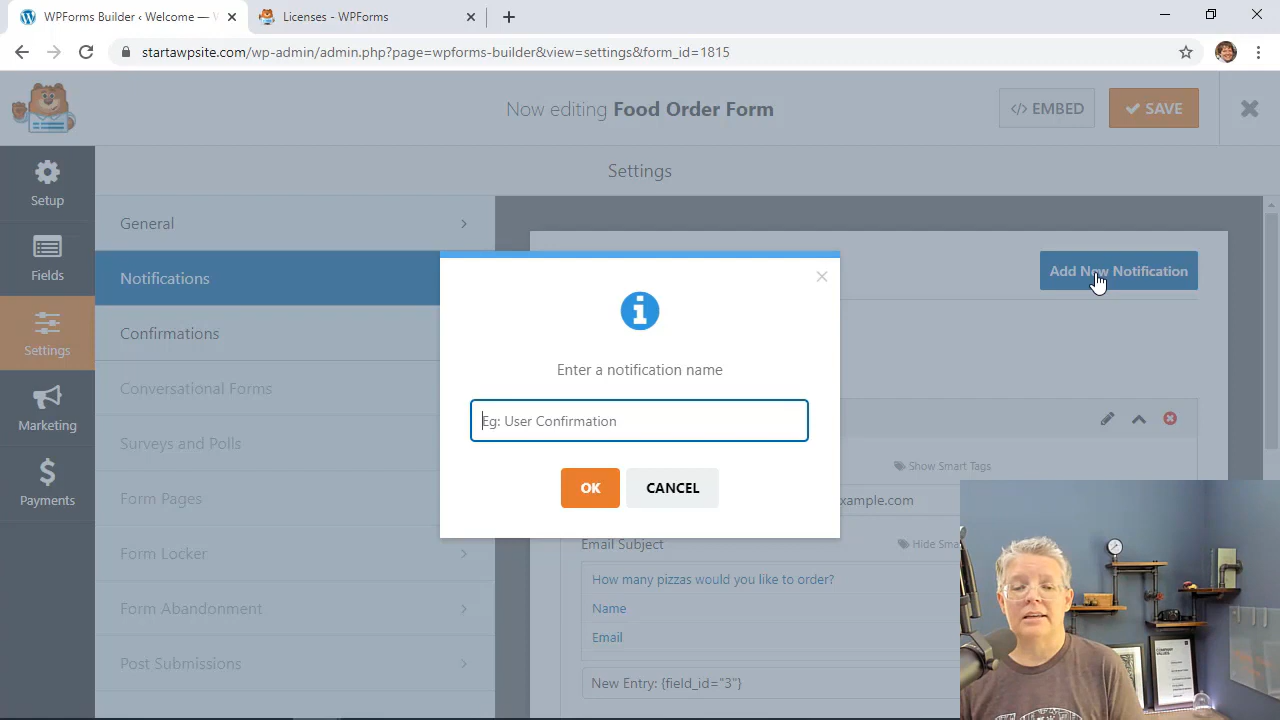 WPForms Builder ‹ Welcome — W
Licenses - WPForms
startawpsite.com/wp-admin/admin.php?page=wpforms-builder&view=settings&form_id=1815
Now editing Food Order Form
</> EMBED
SAVE
Settings
Setup
Fields
Settings
Marketing
Payments
General
Notifications
Confirmations
Conversational Forms
Surveys and Polls
Form Pages
Form Locker
Form Abandonment
Post Submissions
Add New Notification
Enter a notification name
Eg: User Confirmation
OK
CANCEL
Show Smart Tags
xample.com
Email Subject
Hide Sma
How many pizzas would you like to order?
Name
Email
New Entry: {field_id="3"}